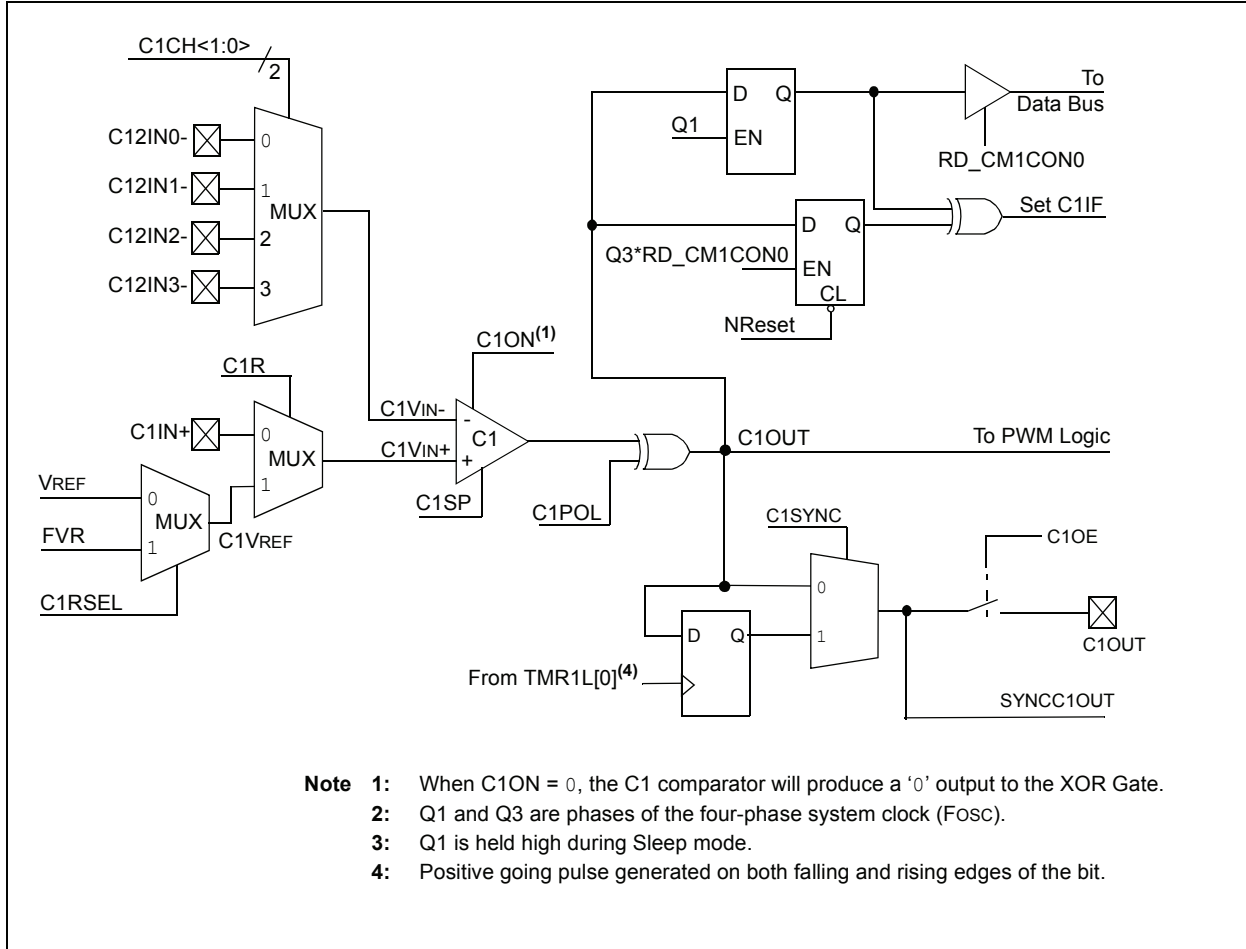 C1CH<1:0>
2
C12IN0-
0
C12IN1-
1
MUX
C12IN2-
2
C12IN3-
3
D Q
Q1
EN
To
Data Bus
RD_CM1CON0
D Q
Q3*RD_CM1CON0
EN
CL
NReset
Set C1IF
C1R
C1IN+
0
MUX
1
VREF
0
MUX
FVR
1
C1VREF
C1RSEL
C1ON(1)
C1VIN-
-
C1
C1VIN+
+
C1SP
C1POL
C1OUT
To PWM Logic
C1SYNC
0
1
D Q
From TMR1L[0](4)
C1OE
C1OUT
SYNCC1OUT
Note 1: When C1ON = 0, the C1 comparator will produce a ‘0’ output to the XOR Gate.
2: Q1 and Q3 are phases of the four-phase system clock (FOSC).
3: Q1 is held high during Sleep mode.
4: Positive going pulse generated on both falling and rising edges of the bit.